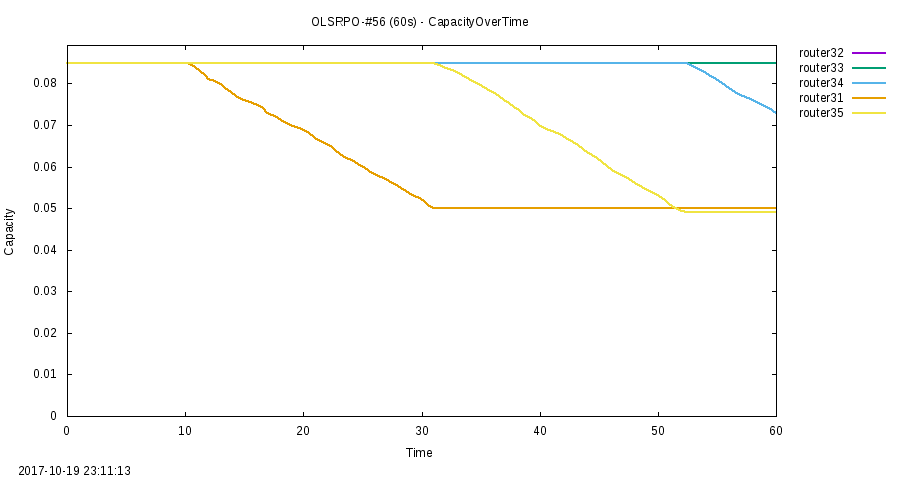 OLSRPO-#56 (60s) - CapacityOverTime
router32
router33
router34
router31
router35
0.08
0.07
0.06
0.05
0.04
0.03
0.02
0.01
0
Capacity
0 10 20 30 40 50 60
Time
2017-10-19 23:11:13